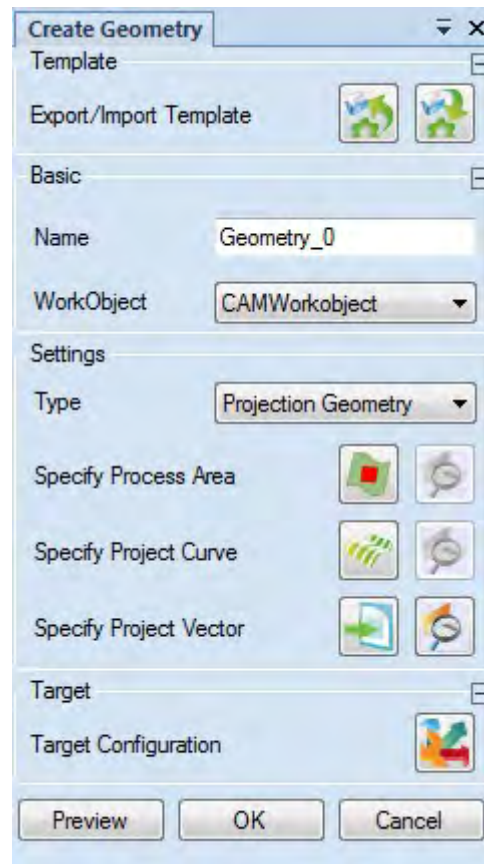 Create Geometry
Template
Export/Import Template
Basic
Name Geometry_0
WorkObject CAMWorkobject
Settings
Type Projection Geometry
Specify Process Area
Specify Project Curve
Specify Project Vector
Target
Target Configuration
Preview OK Cancel